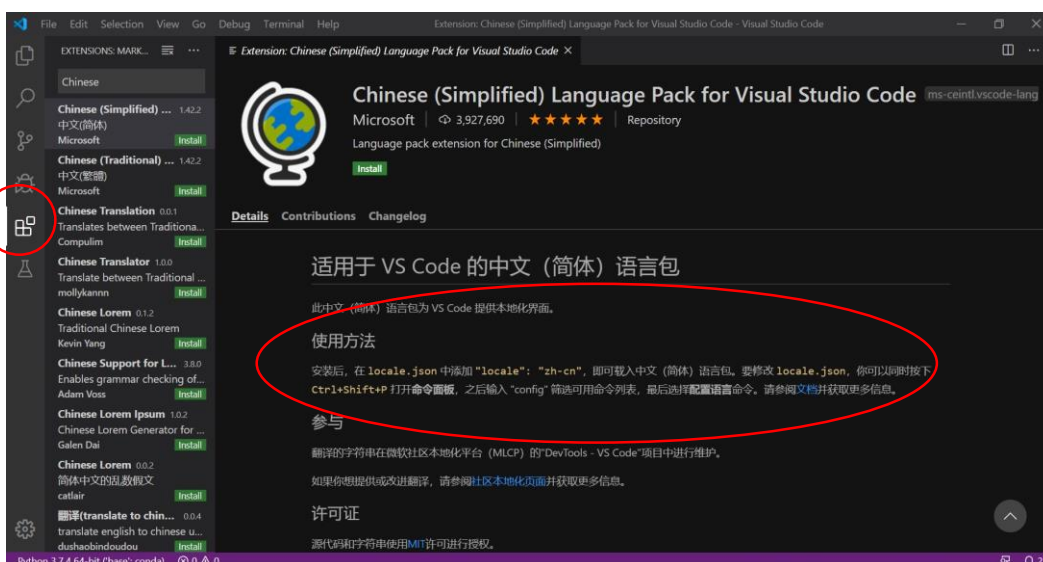 File Edit Selection View Go Debug Terminal Help
Extension: Chinese (Simplified) Language Pack for Visual Studio Code - Visual Studio Code
EXTENSIONS: MARK...
Chinese
Chinese (Simplified) ... 1.42.2
中文(简体)
Microsoft Install
Chinese (Traditional) ... 1.42.2
中文(繁體)
Microsoft Install
Chinese Translation 0.0.1
Translates between Traditiona...
Compulim Install
Chinese Translator 1.0.0
Translate between Traditional ...
mollykannn Install
Chinese Lorem 0.1.2
Traditional Chinese Lorem
Kevin Yang Install
Chinese Support for L... 3.8.0
Enables grammar checking of...
Adam Voss Install
Chinese Lorem Ipsum 1.0.2
Chinese Lorem Generator for ...
Galen Dai Install
Chinese Lorem 0.0.2
简体中文的乱数假文
catlair Install
翻译(translate to chin... 0.0.4
translate english to chinese u...
dushaobindoudou Install
Extension: Chinese (Simplified) Language Pack for Visual Studio Code
Chinese (Simplified) Language Pack for Visual Studio Code ms-ceintl.vscode-lang
Microsoft 3,927,690 Repository
Language pack extension for Chinese (Simplified)
Install
Details Contributions Changelog
适用于 VS Code 的中文（简体）语言包
此中文（简体）语言包为 VS Code 提供本地化界面。
使用方法
安装后，在 locale.json 中添加 "locale": "zh-cn"，即可载入中文（简体）语言包。要修改 locale.json，你可以同时按下
Ctrl+Shift+P 打开命令面板，之后输入 "config" 筛选可用命令列表，最后选择配置语言命令。请参阅文档并获取更多信息。
参与
翻译的字符串在微软社区本地化平台（MLCP）的"DevTools - VS Code"项目中进行维护。
如果你想提供或改进翻译，请参阅社区本地化页面并获取更多信息。
许可证
源代码和字符串使用MIT许可进行授权。
Python 3.7.4 64-bit ('base': conda) 0 0